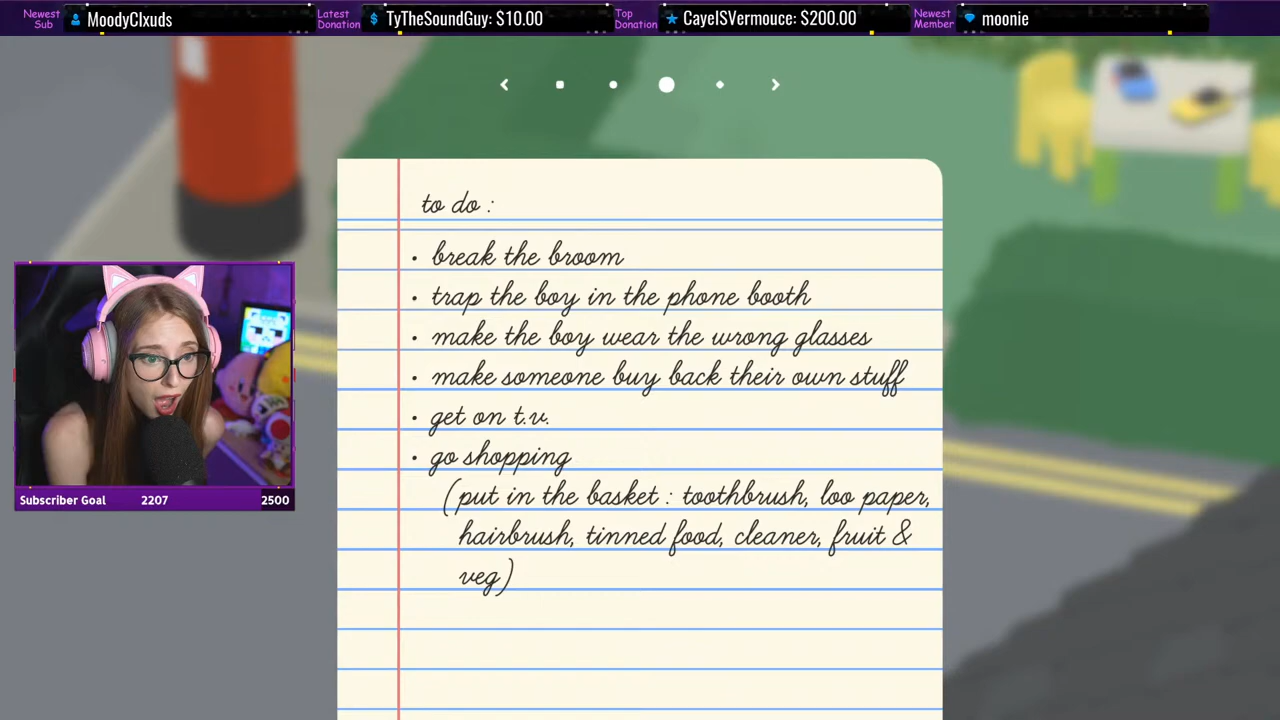 Newest Sub MoodyCIxuds Latest Donation TyTheSoundGuy: $10.00 Top Donation CayeISVermouce: $200.00 Newest Member moonie
to do :
• break the broom
• trap the boy in the phone booth
• make the boy wear the wrong glasses
• make someone buy back their own stuff
• get on t.v.
• go shopping
(put in the basket : toothbrush, loo paper,
hairbrush, tinned food, cleaner, fruit &
veg)
Subscriber Goal 2207 2500